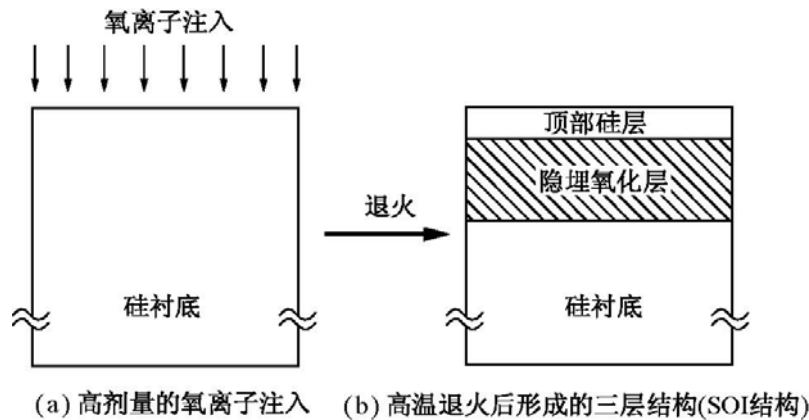 氧离子注入
硅衬底
退火
顶部硅层
隐埋氧化层
硅衬底
(a) 高剂量的氧离子注入
(b) 高温退火后形成的三层结构(SOI结构)